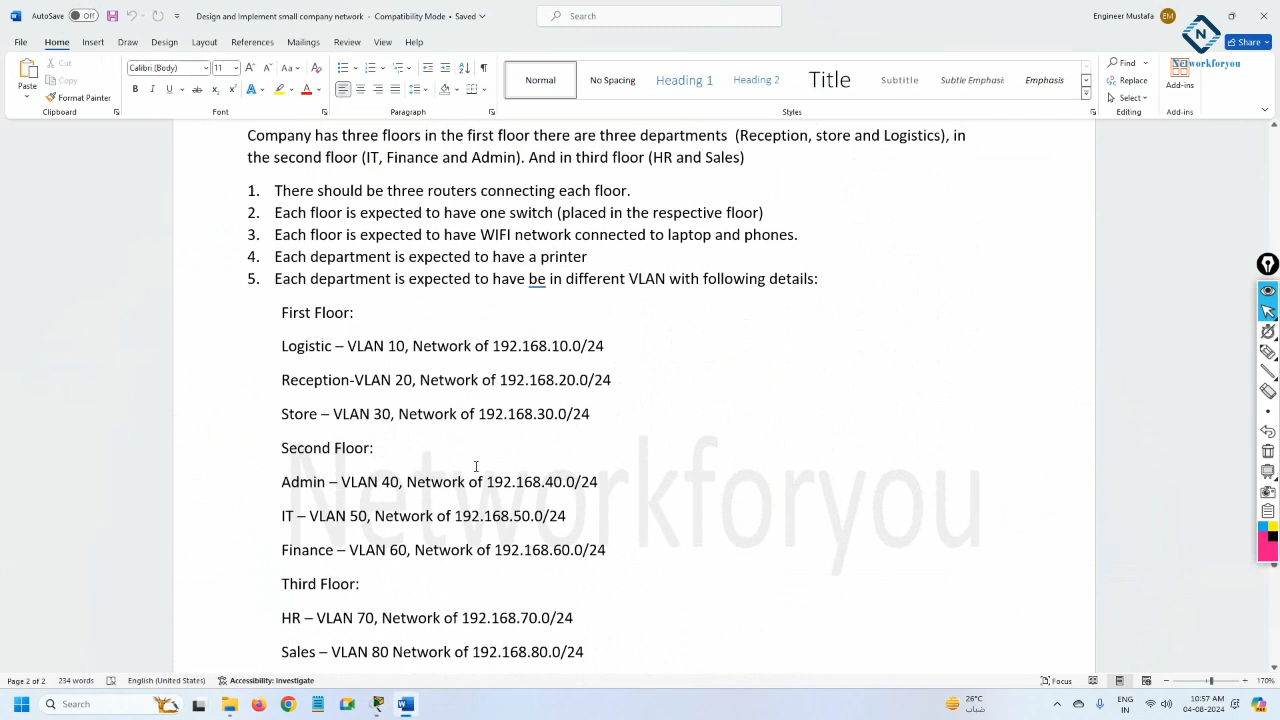 AutoSave Off Design and Implement small company network - Compatibility Mode • Saved Search Engineer Mustafa EM
File Home Insert Draw Design Layout References Mailings Review View Help Share
Networkforyou
Paste Cut Copy Format Painter Calibri (Body) 11 Normal No Spacing Heading 1 Heading 2 Title Subtitle Subtle Emphasi: Emphasis Find Replace Select Add-ins
Clipboard Font Paragraph Styles Editing Add-ins
Company has three floors in the first floor there are three departments (Reception, store and Logistics), in
the second floor (IT, Finance and Admin). And in third floor (HR and Sales)
1. There should be three routers connecting each floor.
2. Each floor is expected to have one switch (placed in the respective floor)
3. Each floor is expected to have WIFI network connected to laptop and phones.
4. Each department is expected to have a printer
5. Each department is expected to have be in different VLAN with following details:
First Floor:
Logistic – VLAN 10, Network of 192.168.10.0/24
Reception-VLAN 20, Network of 192.168.20.0/24
Store – VLAN 30, Network of 192.168.30.0/24
Second Floor:
Admin – VLAN 40, Network of 192.168.40.0/24
IT – VLAN 50, Network of 192.168.50.0/24
Finance – VLAN 60, Network of 192.168.60.0/24
Third Floor:
HR – VLAN 70, Network of 192.168.70.0/24
Sales – VLAN 80 Network of 192.168.80.0/24
Networkforyou
Page 2 of 2 234 words English (United States) Accessibility: Investigate Focus 170%
Search 26°C ضباب ENG IN 10:57 AM 04-08-2024